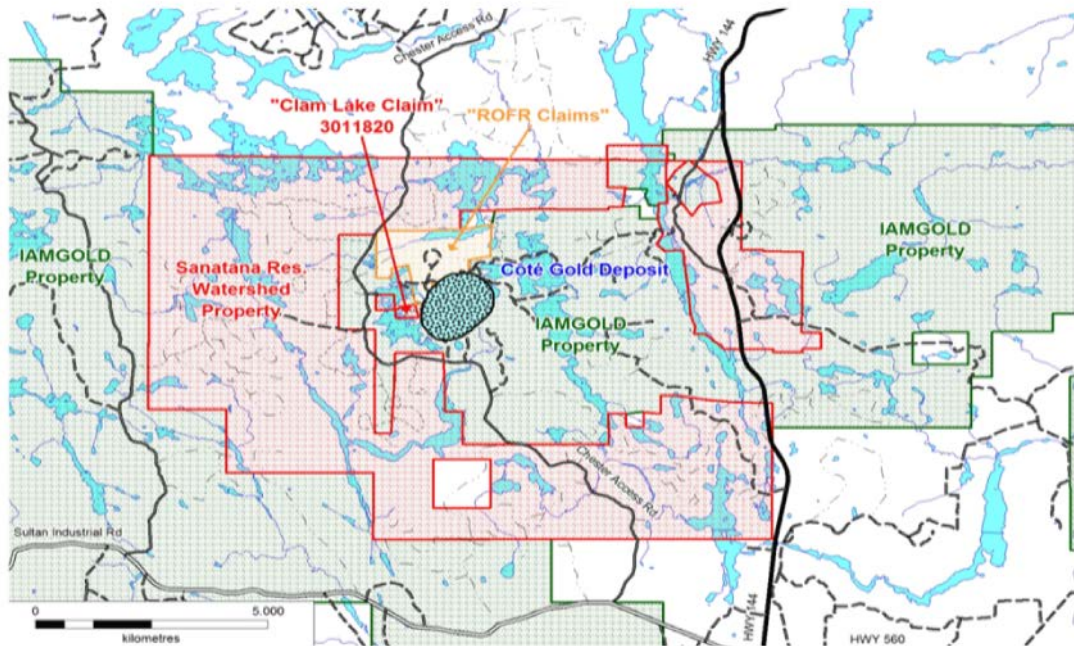 Chester Access Rd
HWY 144
"Clam Lake Claim"
3011820
"ROFR Claims"
IAMGOLD
Property
Sanatana Res.
Watershed
Property
Côté Gold Deposit
IAMGOLD
Property
IAMGOLD
Property
Chester Access Rd
Sultan Industrial Rd
0 5.000
kilometres
HWY 144
HWY 560